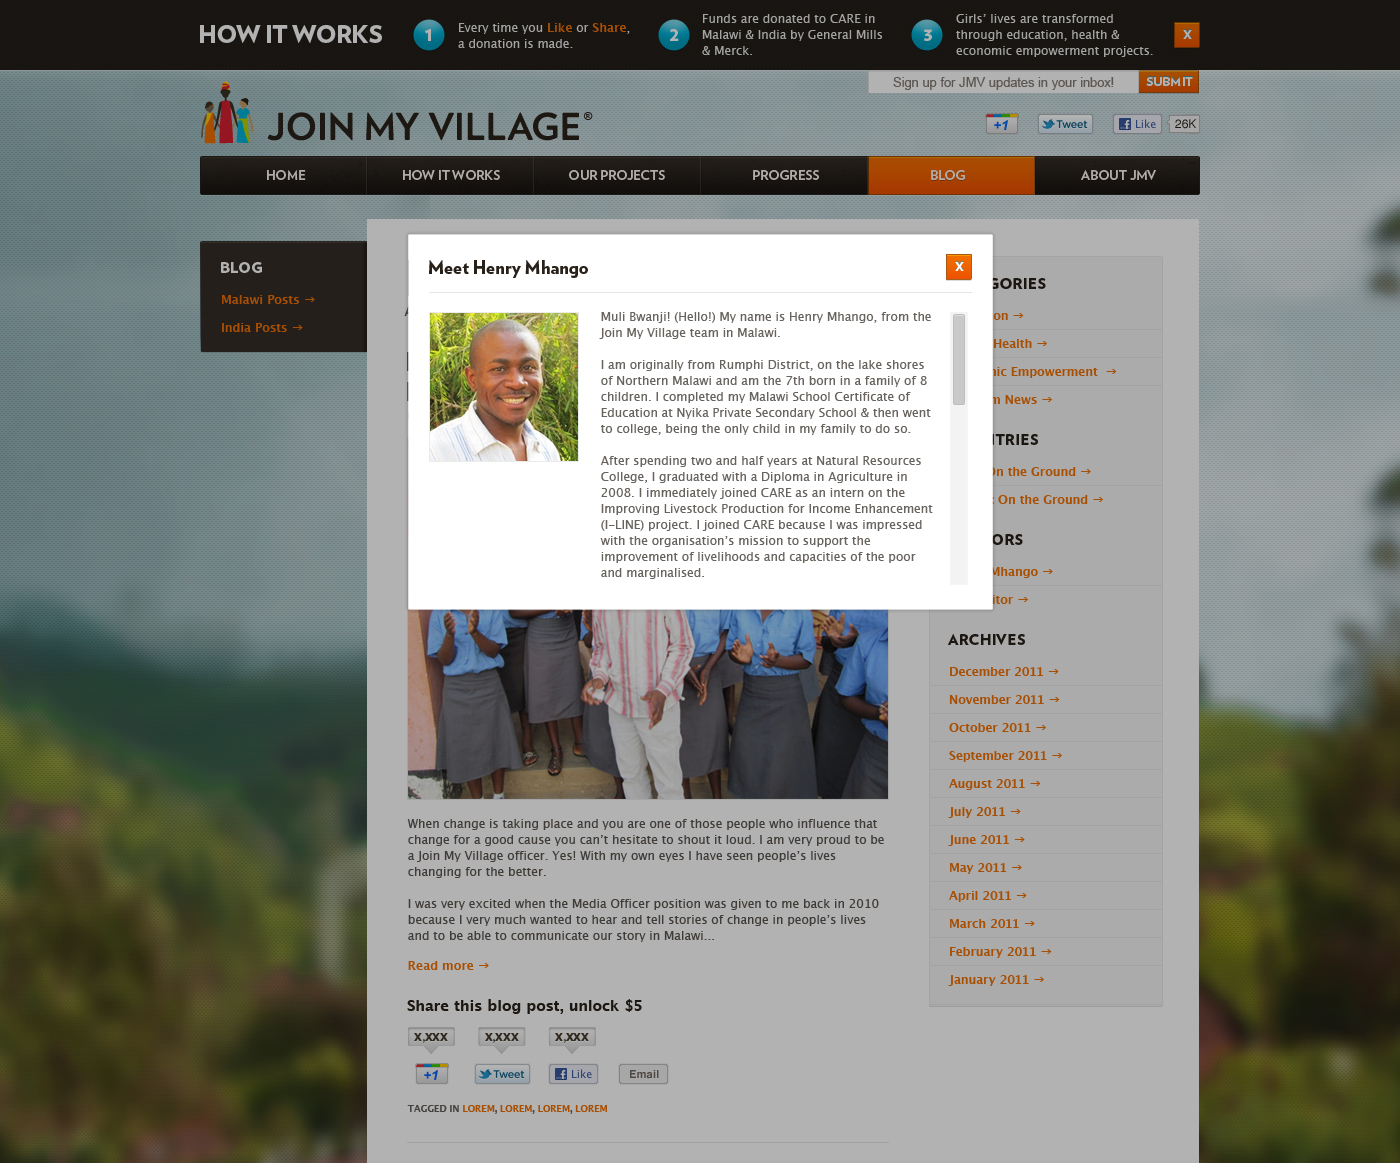 HOW IT WORKS
1
Every time you Like or Share,
a donation is made.
2
Funds are donated to CARE in
Malawi & India by General Mills
& Merck.
3
Girls' lives are transformed
through education, health &
economic empowerment projects.
X
Sign up for JMV updates in your inbox!
SUBMIT
JOIN MY VILLAGE®
+1
Tweet
Like
26K
HOME
HOW IT WORKS
OUR PROJECTS
PROGRESS
BLOG
ABOUT JMV
BLOG
Malawi Posts →
India Posts →
Meet Henry Mhango
X
Muli Bwanji! (Hello!) My name is Henry Mhango, from the
Join My Village team in Malawi.
I am originally from Rumphi District, on the lake shores
of Northern Malawi and am the 7th born in a family of 8
children. I completed my Malawi School Certificate of
Education at Nyika Private Secondary School & then went
to college, being the only child in my family to do so.
After spending two and half years at Natural Resources
College, I graduated with a Diploma in Agriculture in
2008. I immediately joined CARE as an intern on the
Improving Livestock Production for Income Enhancement
(I-LINE) project. I joined CARE because I was impressed
with the organisation's mission to support the
improvement of livelihoods and capacities of the poor
and marginalised.
When change is taking place and you are one of those people who influence that
change for a good cause you can't hesitate to shout it loud. I am very proud to be
a Join My Village officer. Yes! With my own eyes I have seen people's lives
changing for the better.
I was very excited when the Media Officer position was given to me back in 2010
because I very much wanted to hear and tell stories of change in people's lives
and to be able to communicate our story in Malawi...
Read more →
Share this blog post, unlock $5
X,XXX
X,XXX
X,XXX
+1
Tweet
Like
Email
TAGGED IN LOREM, LOREM, LOREM, LOREM
GORIES
on →
Health →
nic Empowerment →
m News →
NTRIES
On the Ground →
On the Ground →
ORS
Mhango →
itor →
ARCHIVES
December 2011 →
November 2011 →
October 2011 →
September 2011 →
August 2011 →
July 2011 →
June 2011 →
May 2011 →
April 2011 →
March 2011 →
February 2011 →
January 2011 →